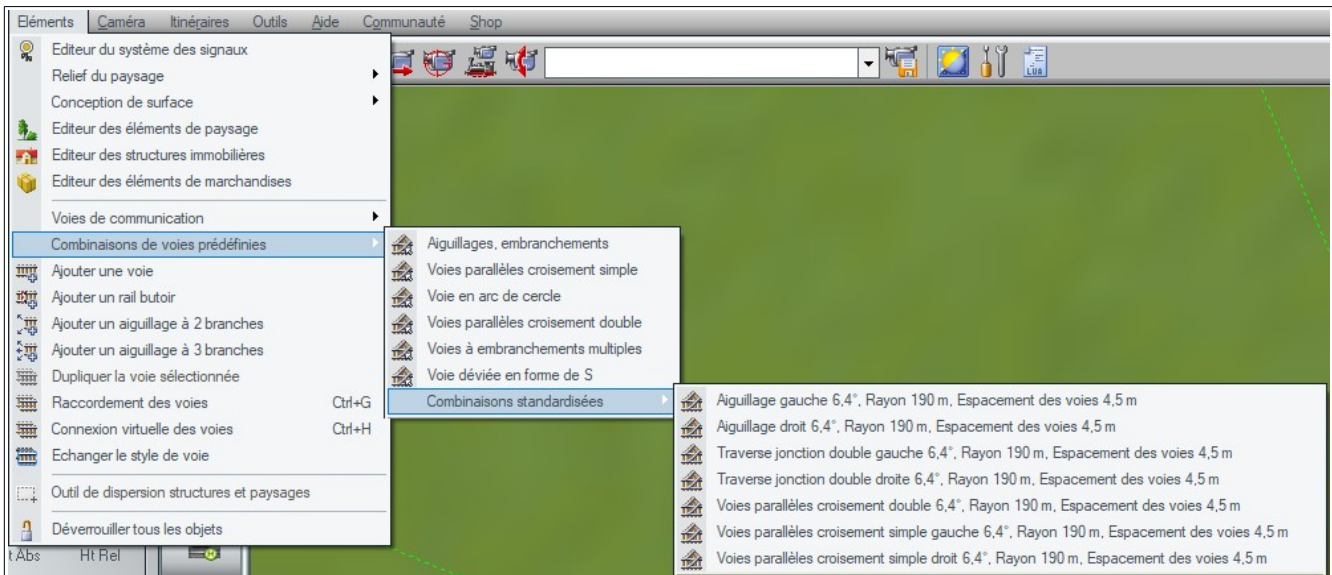 Eléments Caméra Itinéraires Outils Aide Communauté Shop
Editeur du système des signaux
Relief du paysage
Conception de surface
LUA
Editeur des éléments de paysage
Editeur des structures immobilières
Editeur des éléments de marchandises
Voies de communication
Combinaisons de voies prédéfinies
Ajouter une voie
Ajouter un rail butoir
Ajouter un aiguillage à 2 branches
Ajouter un aiguillage à 3 branches
Dupliquer la voie sélectionnée
Raccordement des voies Ctrl+G
Connexion virtuelle des voies Ctrl+H
Echanger le style de voie
Outil de dispersion structures et paysages
Déverrouiller tous les objets
t Abs Ht Rel
Aiguillages, embranchements
Voies parallèles croisement simple
Voie en arc de cercle
Voies parallèles croisement double
Voies à embranchements multiples
Voie déviée en forme de S
Combinaisons standardisées
Aiguillage gauche 6,4°, Rayon 190 m, Espacement des voies 4,5 m
Aiguillage droit 6,4°, Rayon 190 m, Espacement des voies 4,5 m
Traverse jonction double gauche 6,4°, Rayon 190 m, Espacement des voies 4,5 m
Traverse jonction double droite 6,4°, Rayon 190 m, Espacement des voies 4,5 m
Voies parallèles croisement double 6,4°, Rayon 190 m, Espacement des voies 4,5 m
Voies parallèles croisement simple gauche 6,4°, Rayon 190 m, Espacement des voies 4,5 m
Voies parallèles croisement simple droit 6,4°, Rayon 190 m, Espacement des voies 4,5 m